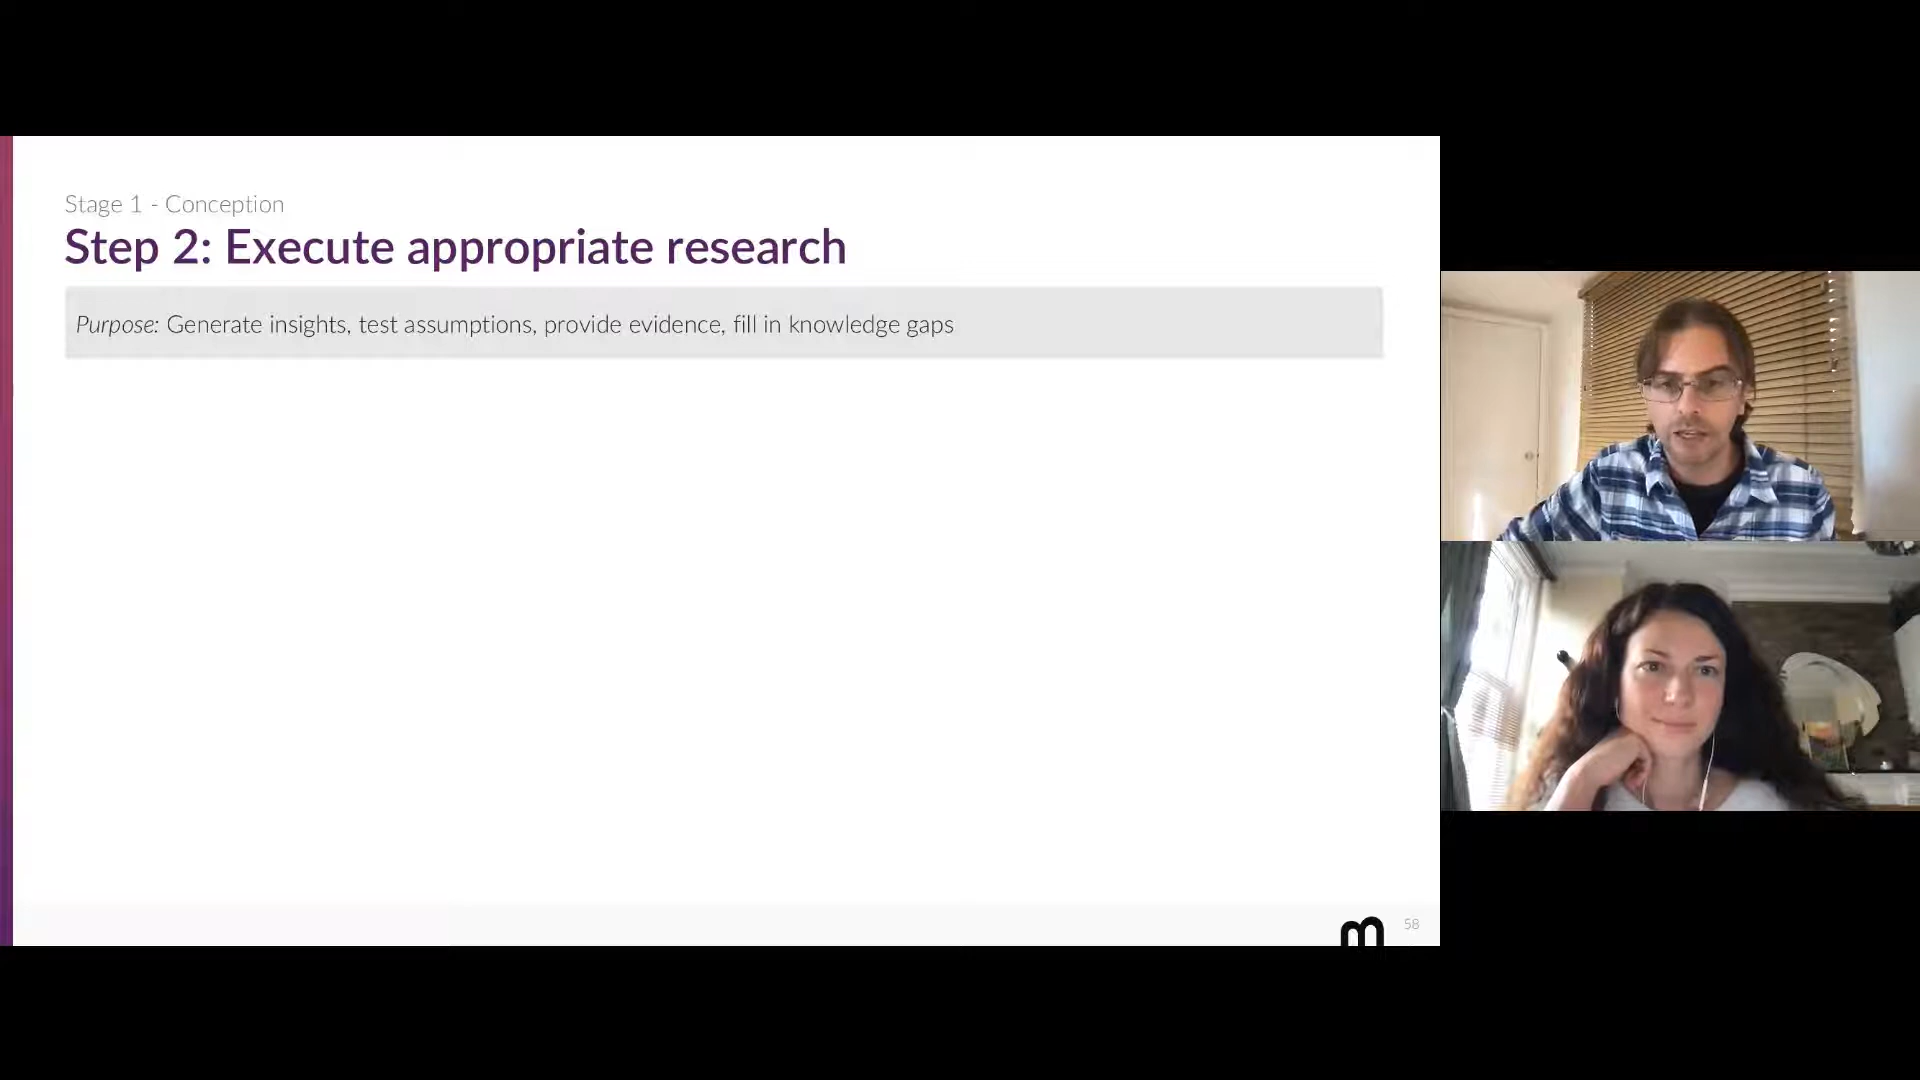 Stage 1 - Conception
Step 2: Execute appropriate research
Purpose: Generate insights, test assumptions, provide evidence, fill in knowledge gaps
m
58